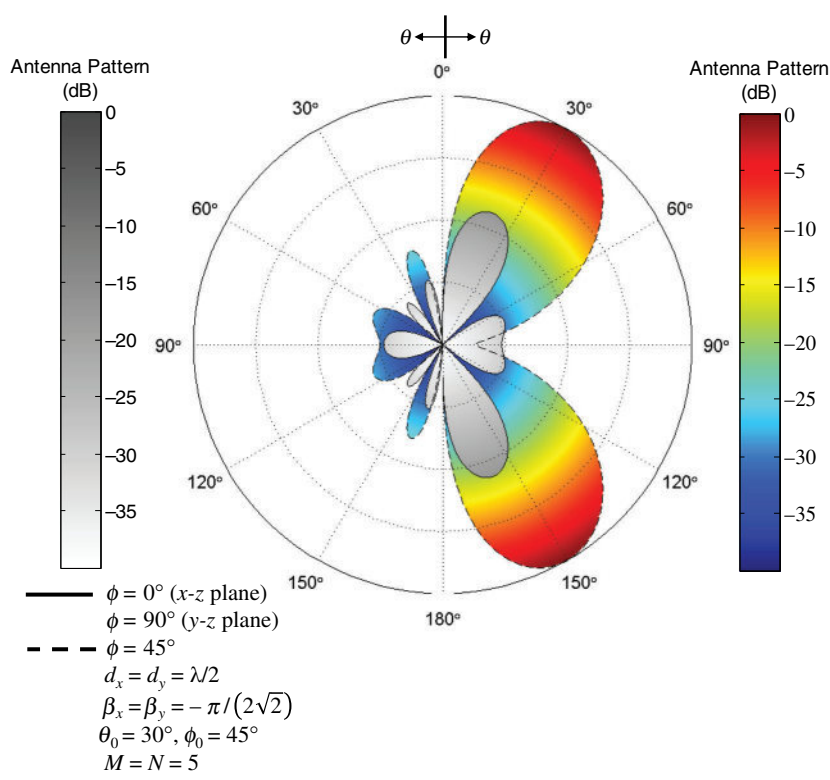 θ θ
Antenna Pattern
(dB)
0
–5
–10
–15
–20
–25
–30
–35
0°
30°
30°
60°
60°
90°
90°
120°
120°
150°
150°
180°
Antenna Pattern
(dB)
0
–5
–10
–15
–20
–25
–30
–35
ϕ = 0° (x-z plane)
ϕ = 90° (y-z plane)
ϕ = 45°
d_x = d_y = λ/2
β_x = β_y = – π/(2√2)
θ_0 = 30°, ϕ_0 = 45°
M = N = 5